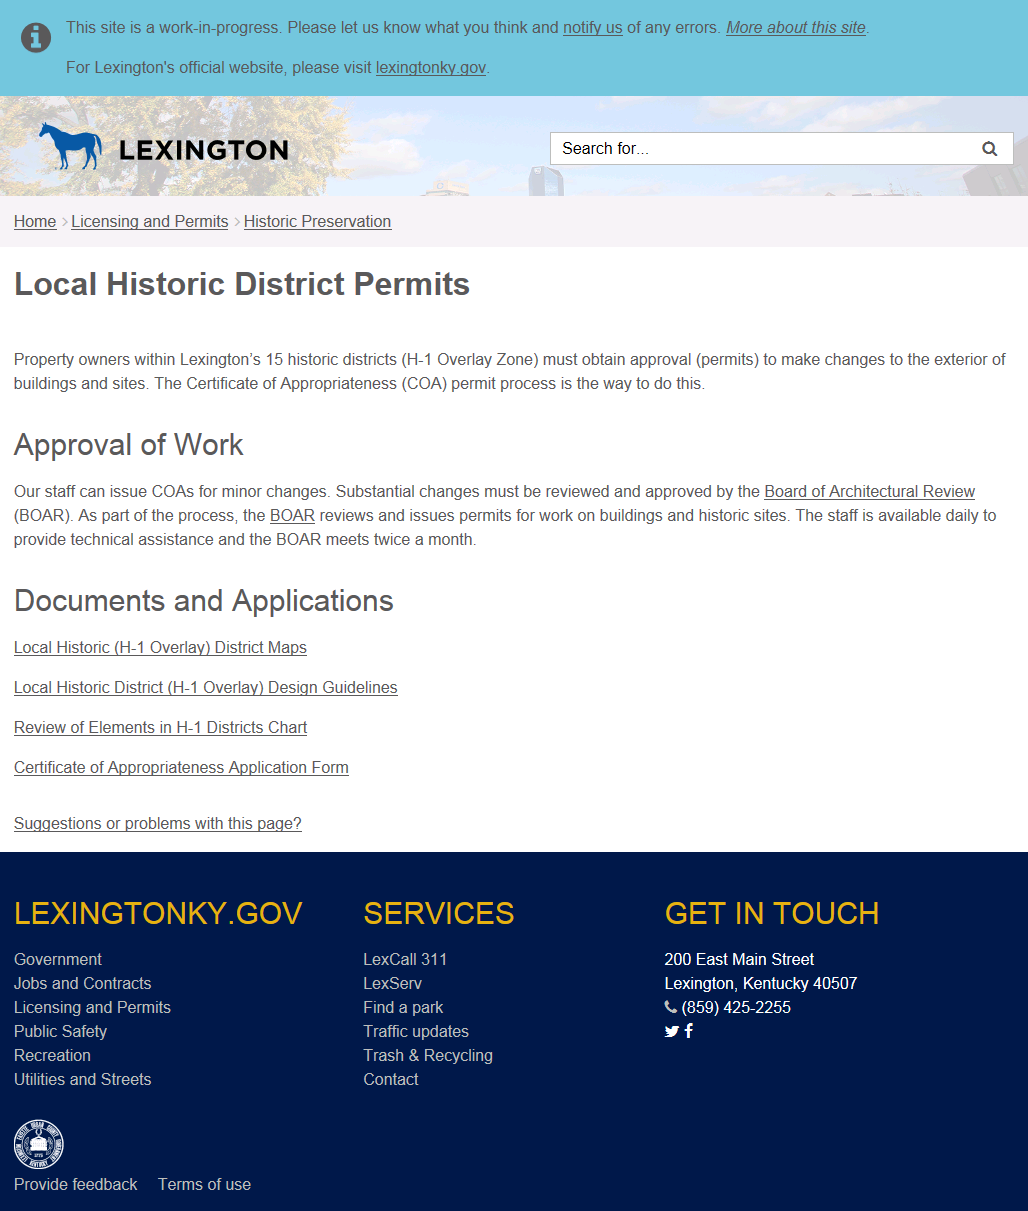 This site is a work-in-progress. Please let us know what you think and notify us of any errors. More about this site.
For Lexington's official website, please visit lexingtonky.gov.
LEXINGTON
Search for...
Home Licensing and Permits Historic Preservation
Local Historic District Permits
Property owners within Lexington’s 15 historic districts (H-1 Overlay Zone) must obtain approval (permits) to make changes to the exterior of
buildings and sites. The Certificate of Appropriateness (COA) permit process is the way to do this.
Approval of Work
Our staff can issue COAs for minor changes. Substantial changes must be reviewed and approved by the Board of Architectural Review
(BOAR). As part of the process, the BOAR reviews and issues permits for work on buildings and historic sites. The staff is available daily to
provide technical assistance and the BOAR meets twice a month.
Documents and Applications
Local Historic (H-1 Overlay) District Maps
Local Historic District (H-1 Overlay) Design Guidelines
Review of Elements in H-1 Districts Chart
Certificate of Appropriateness Application Form
Suggestions or problems with this page?
LEXINGTONKY.GOV
Government
Jobs and Contracts
Licensing and Permits
Public Safety
Recreation
Utilities and Streets
SERVICES
LexCall 311
LexServ
Find a park
Traffic updates
Trash & Recycling
Contact
GET IN TOUCH
200 East Main Street
Lexington, Kentucky 40507
(859) 425-2255
Provide feedback Terms of use